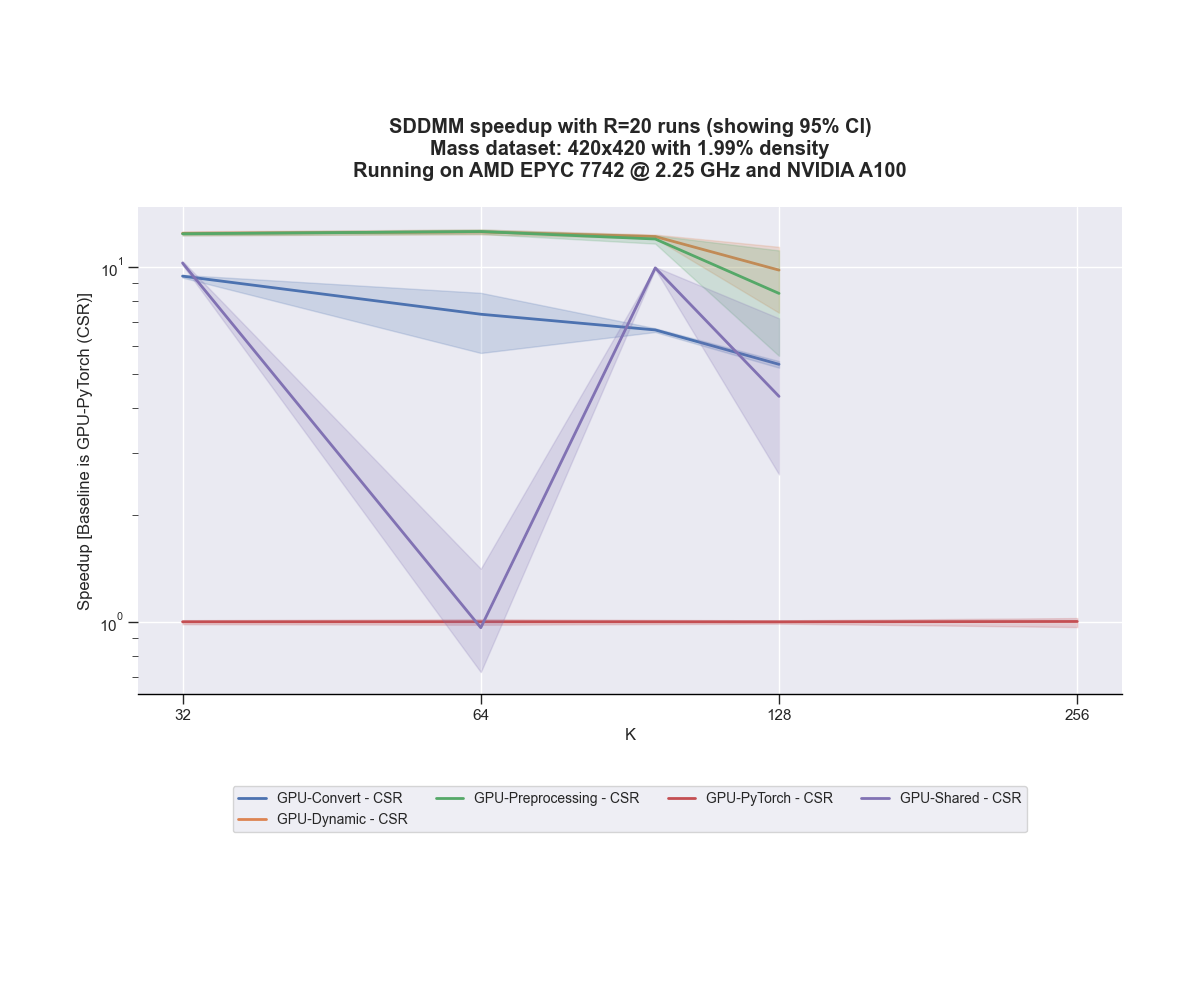 SDDMM speedup with R=20 runs (showing 95% CI)
Mass dataset: 420x420 with 1.99% density
Running on AMD EPYC 7742 @ 2.25 GHz and NVIDIA A100
Speedup [Baseline is GPU-PyTorch (CSR)]
10^1
10^0
32 64 128 256
K
GPU-Convert - CSR GPU-Preprocessing - CSR GPU-PyTorch - CSR GPU-Shared - CSR
GPU-Dynamic - CSR